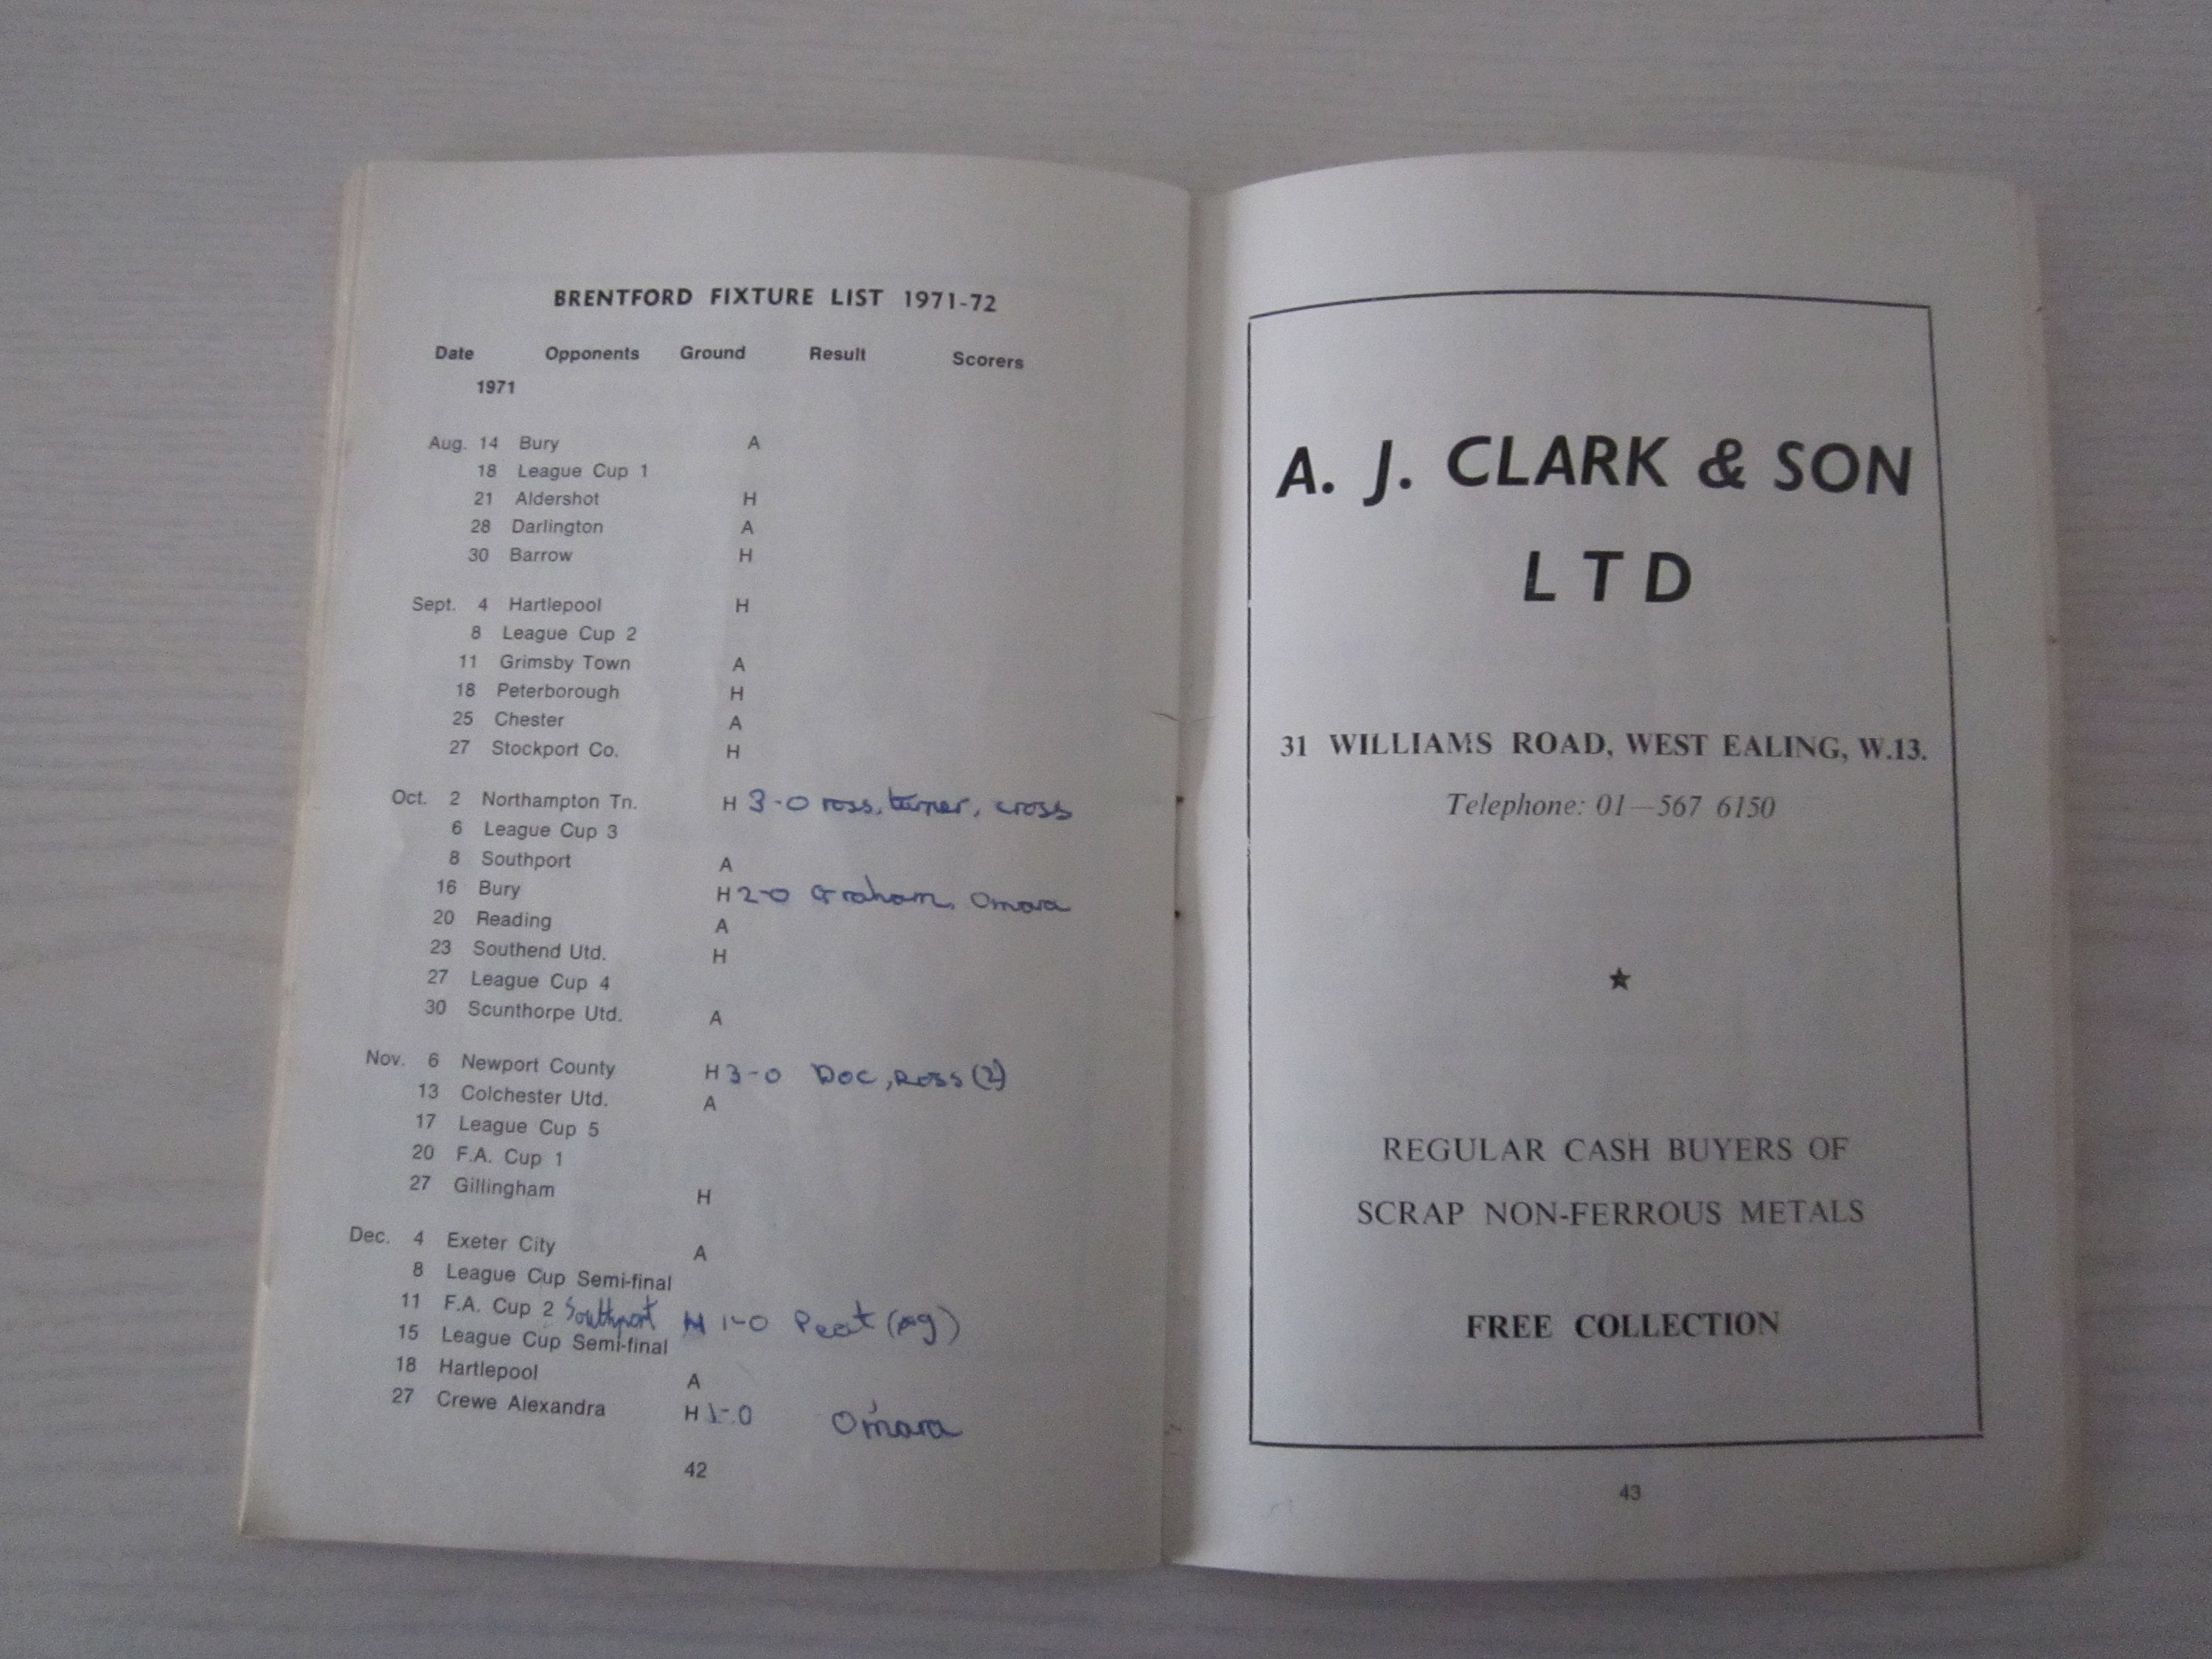 BRENTFORD FIXTURE LIST 1971-72
Date Opponents Ground Result Scorers
1971
Aug. 14 Bury A
18 League Cup 1
21 Aldershot H
28 Darlington A
30 Barrow H
Sept. 4 Hartlepool H
8 League Cup 2
11 Grimsby Town A
18 Peterborough H
25 Chester A
27 Stockport Co. H
Oct. 2 Northampton Tn. H 3-0 ross, turner, cross
6 League Cup 3
8 Southport A
16 Bury H 2-0 Graham, Omara
20 Reading A
23 Southend Utd. H
27 League Cup 4
30 Scunthorpe Utd. A
Nov. 6 Newport County H 3-0 Doc, Ross (2)
13 Colchester Utd. A
17 League Cup 5
20 F.A. Cup 1
27 Gillingham H
Dec. 4 Exeter City A
8 League Cup Semi-final
11 F.A. Cup 2 Southport H 1-0 Peat (og)
15 League Cup Semi-final
18 Hartlepool A
27 Crewe Alexandra H 1-0 O'mara
42
A. J. CLARK & SON
LTD
31 WILLIAMS ROAD, WEST EALING, W.13.
Telephone: 01—567 6150
★
REGULAR CASH BUYERS OF
SCRAP NON-FERROUS METALS
FREE COLLECTION
43